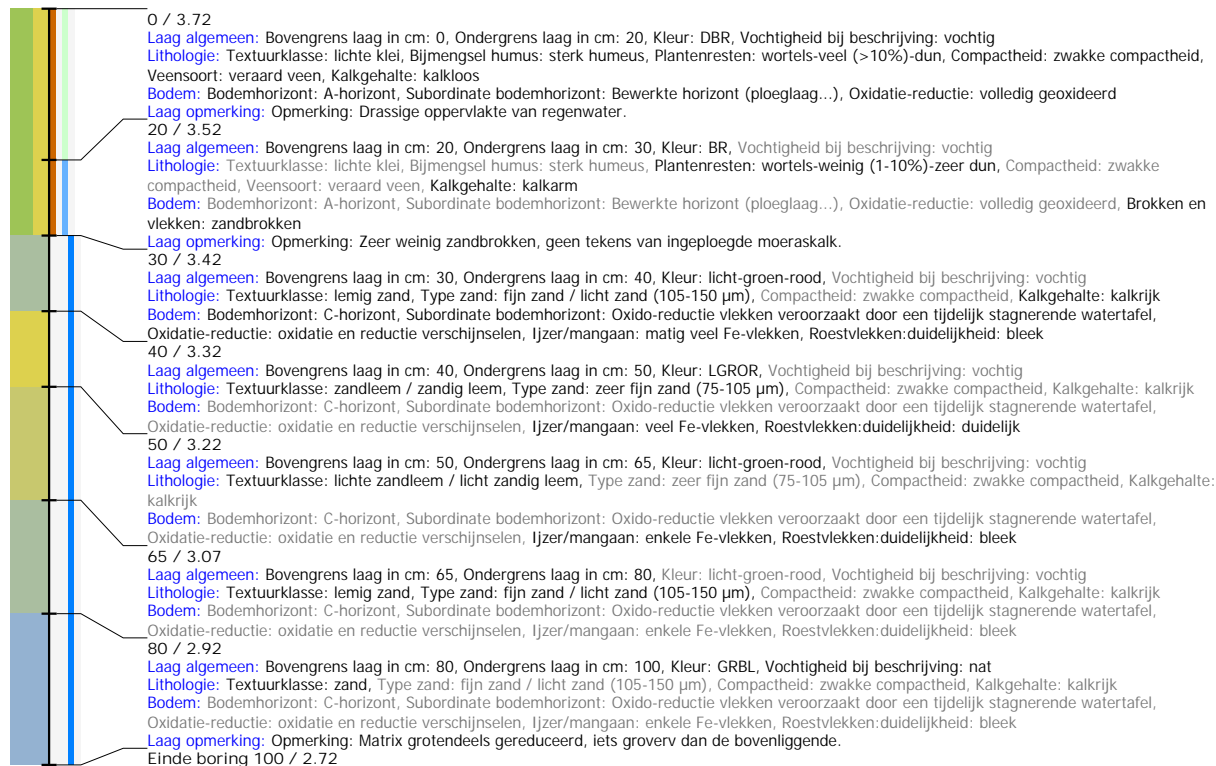 0 / 3.72
Laag algemeen: Bovengrens laag in cm: 0, Ondergrens laag in cm: 20, Kleur: DBR, Vochtigheid bij beschrijving: vochtig
Lithologie: Textuurklasse: lichte klei, Bijmengsel humus: sterk humeus, Plantenresten: wortels-veel (>10%)-dun, Compactheid: zwakke compactheid,
Veensoort: veraard veen, Kalkgehalte: kalkloos
Bodem: Bodemhorizont: A-horizont, Subordinate bodemhorizont: Bewerkte horizont (ploeglaag...), Oxidatie-reductie: volledig geoxideerd
Laag opmerking: Opmerking: Drassige oppervlakte van regenwater.
20 / 3.52
Laag algemeen: Bovengrens laag in cm: 20, Ondergrens laag in cm: 30, Kleur: BR, Vochtigheid bij beschrijving: vochtig
Lithologie: Textuurklasse: lichte klei, Bijmengsel humus: sterk humeus, Plantenresten: wortels-weinig (1-10%)-zeer dun, Compactheid: zwakke
compactheid, Veensoort: veraard veen, Kalkgehalte: kalkarm
Bodem: Bodemhorizont: A-horizont, Subordinate bodemhorizont: Bewerkte horizont (ploeglaag...), Oxidatie-reductie: volledig geoxideerd, Brokken en
vlekken: zandbrokken
Laag opmerking: Opmerking: Zeer weinig zandbrokken, geen tekens van ingeploegde moeraskalk.
30 / 3.42
Laag algemeen: Bovengrens laag in cm: 30, Ondergrens laag in cm: 40, Kleur: licht-groen-rood, Vochtigheid bij beschrijving: vochtig
Lithologie: Textuurklasse: lemig zand, Type zand: fijn zand / licht zand (105-150 µm), Compactheid: zwakke compactheid, Kalkgehalte: kalkrijk
Bodem: Bodemhorizont: C-horizont, Subordinate bodemhorizont: Oxido-reductie vlekken veroorzaakt door een tijdelijk stagnerende watertafel,
Oxidatie-reductie: oxidatie en reductie verschijnselen, Ijzer/mangaan: matig veel Fe-vlekken, Roestvlekken:duidelijkheid: bleek
40 / 3.32
Laag algemeen: Bovengrens laag in cm: 40, Ondergrens laag in cm: 50, Kleur: LGROR, Vochtigheid bij beschrijving: vochtig
Lithologie: Textuurklasse: zandleem / zandig leem, Type zand: zeer fijn zand (75-105 µm), Compactheid: zwakke compactheid, Kalkgehalte: kalkrijk
Bodem: Bodemhorizont: C-horizont, Subordinate bodemhorizont: Oxido-reductie vlekken veroorzaakt door een tijdelijk stagnerende watertafel,
Oxidatie-reductie: oxidatie en reductie verschijnselen, Ijzer/mangaan: veel Fe-vlekken, Roestvlekken:duidelijkheid: duidelijk
50 / 3.22
Laag algemeen: Bovengrens laag in cm: 50, Ondergrens laag in cm: 65, Kleur: licht-groen-rood, Vochtigheid bij beschrijving: vochtig
Lithologie: Textuurklasse: lichte zandleem / licht zandig leem, Type zand: zeer fijn zand (75-105 µm), Compactheid: zwakke compactheid, Kalkgehalte:
kalkrijk
Bodem: Bodemhorizont: C-horizont, Subordinate bodemhorizont: Oxido-reductie vlekken veroorzaakt door een tijdelijk stagnerende watertafel,
Oxidatie-reductie: oxidatie en reductie verschijnselen, Ijzer/mangaan: enkele Fe-vlekken, Roestvlekken:duidelijkheid: bleek
65 / 3.07
Laag algemeen: Bovengrens laag in cm: 65, Ondergrens laag in cm: 80, Kleur: licht-groen-rood, Vochtigheid bij beschrijving: vochtig
Lithologie: Textuurklasse: lemig zand, Type zand: fijn zand / licht zand (105-150 µm), Compactheid: zwakke compactheid, Kalkgehalte: kalkrijk
Bodem: Bodemhorizont: C-horizont, Subordinate bodemhorizont: Oxido-reductie vlekken veroorzaakt door een tijdelijk stagnerende watertafel,
Oxidatie-reductie: oxidatie en reductie verschijnselen, Ijzer/mangaan: enkele Fe-vlekken, Roestvlekken:duidelijkheid: bleek
80 / 2.92
Laag algemeen: Bovengrens laag in cm: 80, Ondergrens laag in cm: 100, Kleur: GRBL, Vochtigheid bij beschrijving: nat
Lithologie: Textuurklasse: zand, Type zand: fijn zand / licht zand (105-150 µm), Compactheid: zwakke compactheid, Kalkgehalte: kalkrijk
Bodem: Bodemhorizont: C-horizont, Subordinate bodemhorizont: Oxido-reductie vlekken veroorzaakt door een tijdelijk stagnerende watertafel,
Oxidatie-reductie: oxidatie en reductie verschijnselen, Ijzer/mangaan: enkele Fe-vlekken, Roestvlekken:duidelijkheid: bleek
Laag opmerking: Opmerking: Matrix grotendeels gereduceerd, iets groverv dan de bovenliggende.
Einde boring 100 / 2.72